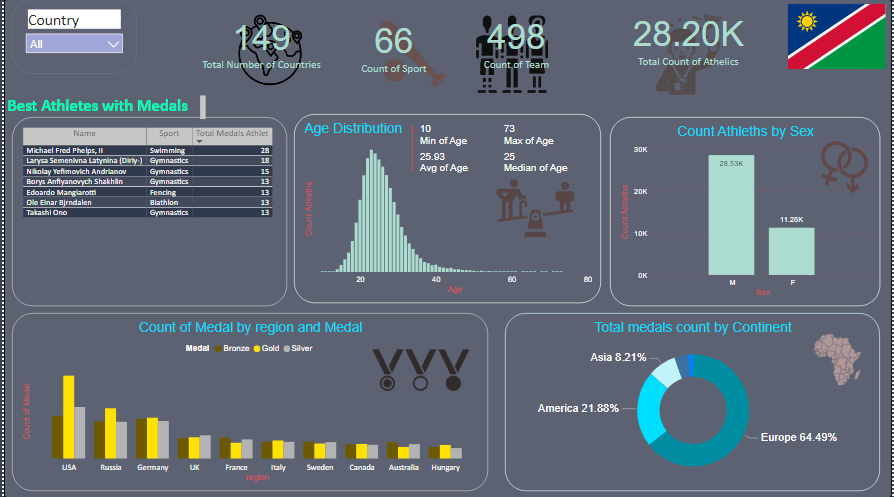 Country
All
149
Total Number of Countries
66
Count of Sport
498
Count of Team
28.20K
Total Count of Athelics
Best Athletes with Medals
Name Sport Total Medals Athlet
Michael Fred Phelps, II Swimming 28
Larysa Semenivna Latynina (Diriy-) Gymnastics 18
Nikolay Yefimovich Andrianov Gymnastics 15
Borys Anfiyanovych Shakhlin Gymnastics 13
Edoardo Mangiarotti Fencing 13
Ole Einar Bjrndalen Biathlon 13
Takashi Ono Gymnastics 13
Age Distribution
10
Min of Age
73
Max of Age
25.93
Avg of Age
25
Median of Age
Count Athleths
20 40 60 80
Age
Count Athleths by Sex
Count Athleths
30K
20K
10K
0K
28.53K
11.25K
M F
Sex
Count of Medal by region and Medal
Medal Bronze Gold Silver
Count of Medal
USA Russia Germany UK France Italy Sweden Canada Australia Hungary
region
Total medals count by Continent
Asia 8.21%
America 21.88%
Europe 64.49%